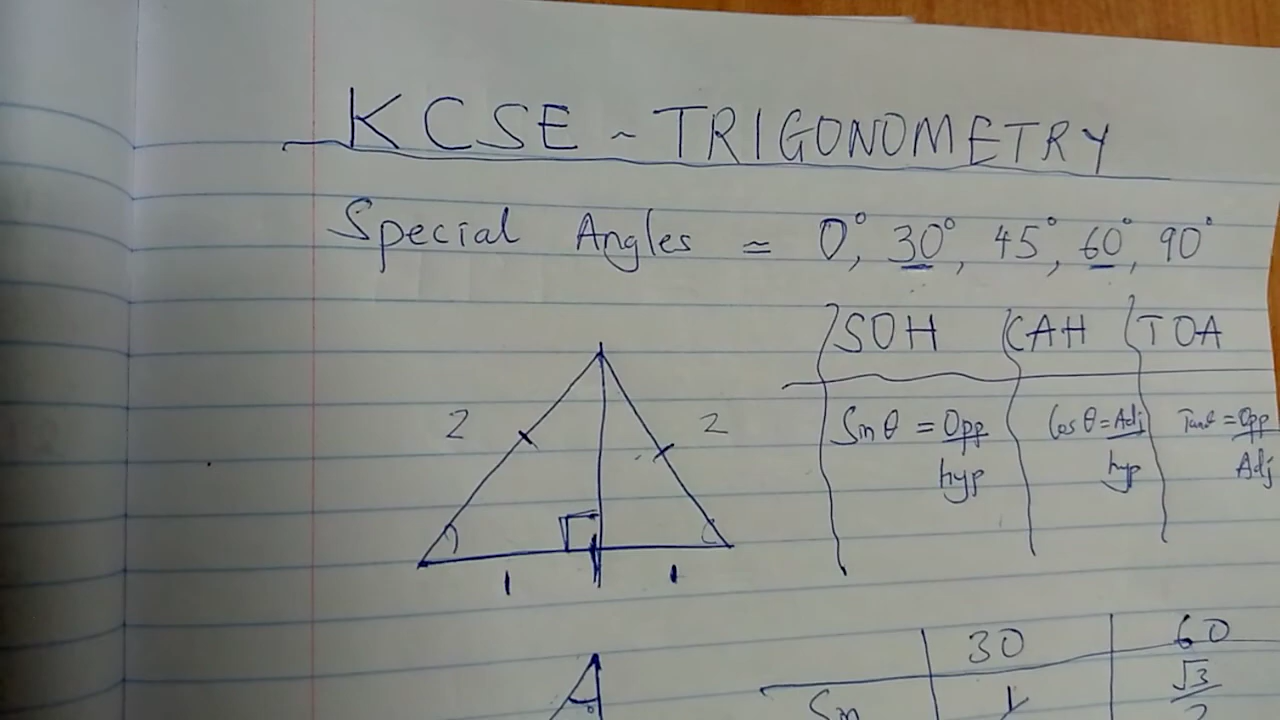 KCSE ~ TRIGONOMETRY
Special Angles = 0°, 30°, 45°, 60°, 90°
SOH CAH TOA
2 2
Sin θ = Opp/hyp Cos θ = Adj/hyp Tan θ = Opp/Adj
1 1
30 60
Sin √3/2